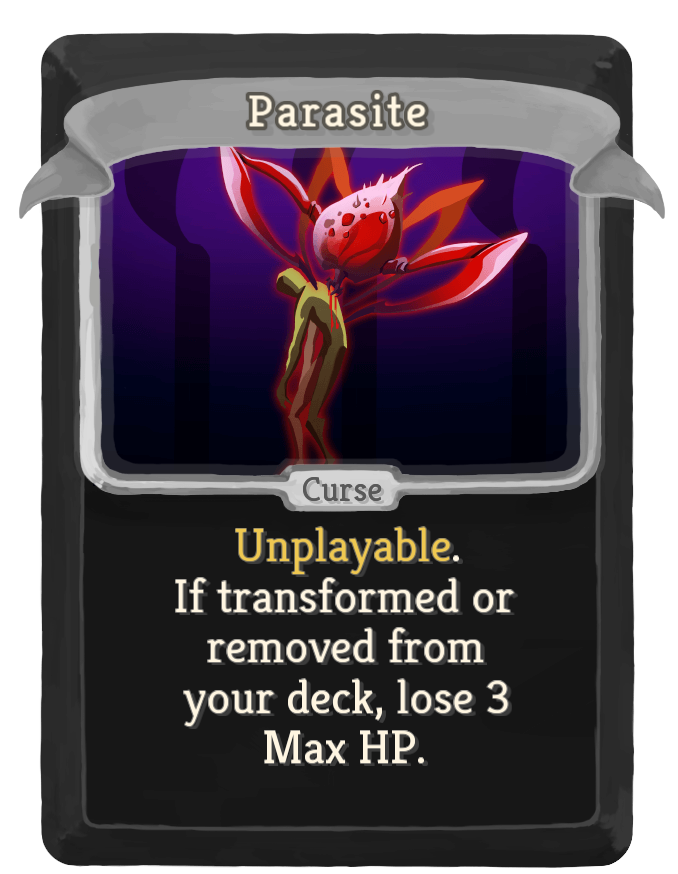 Parasite
Curse
Unplayable.
If transformed or
removed from
your deck, lose 3
Max HP.